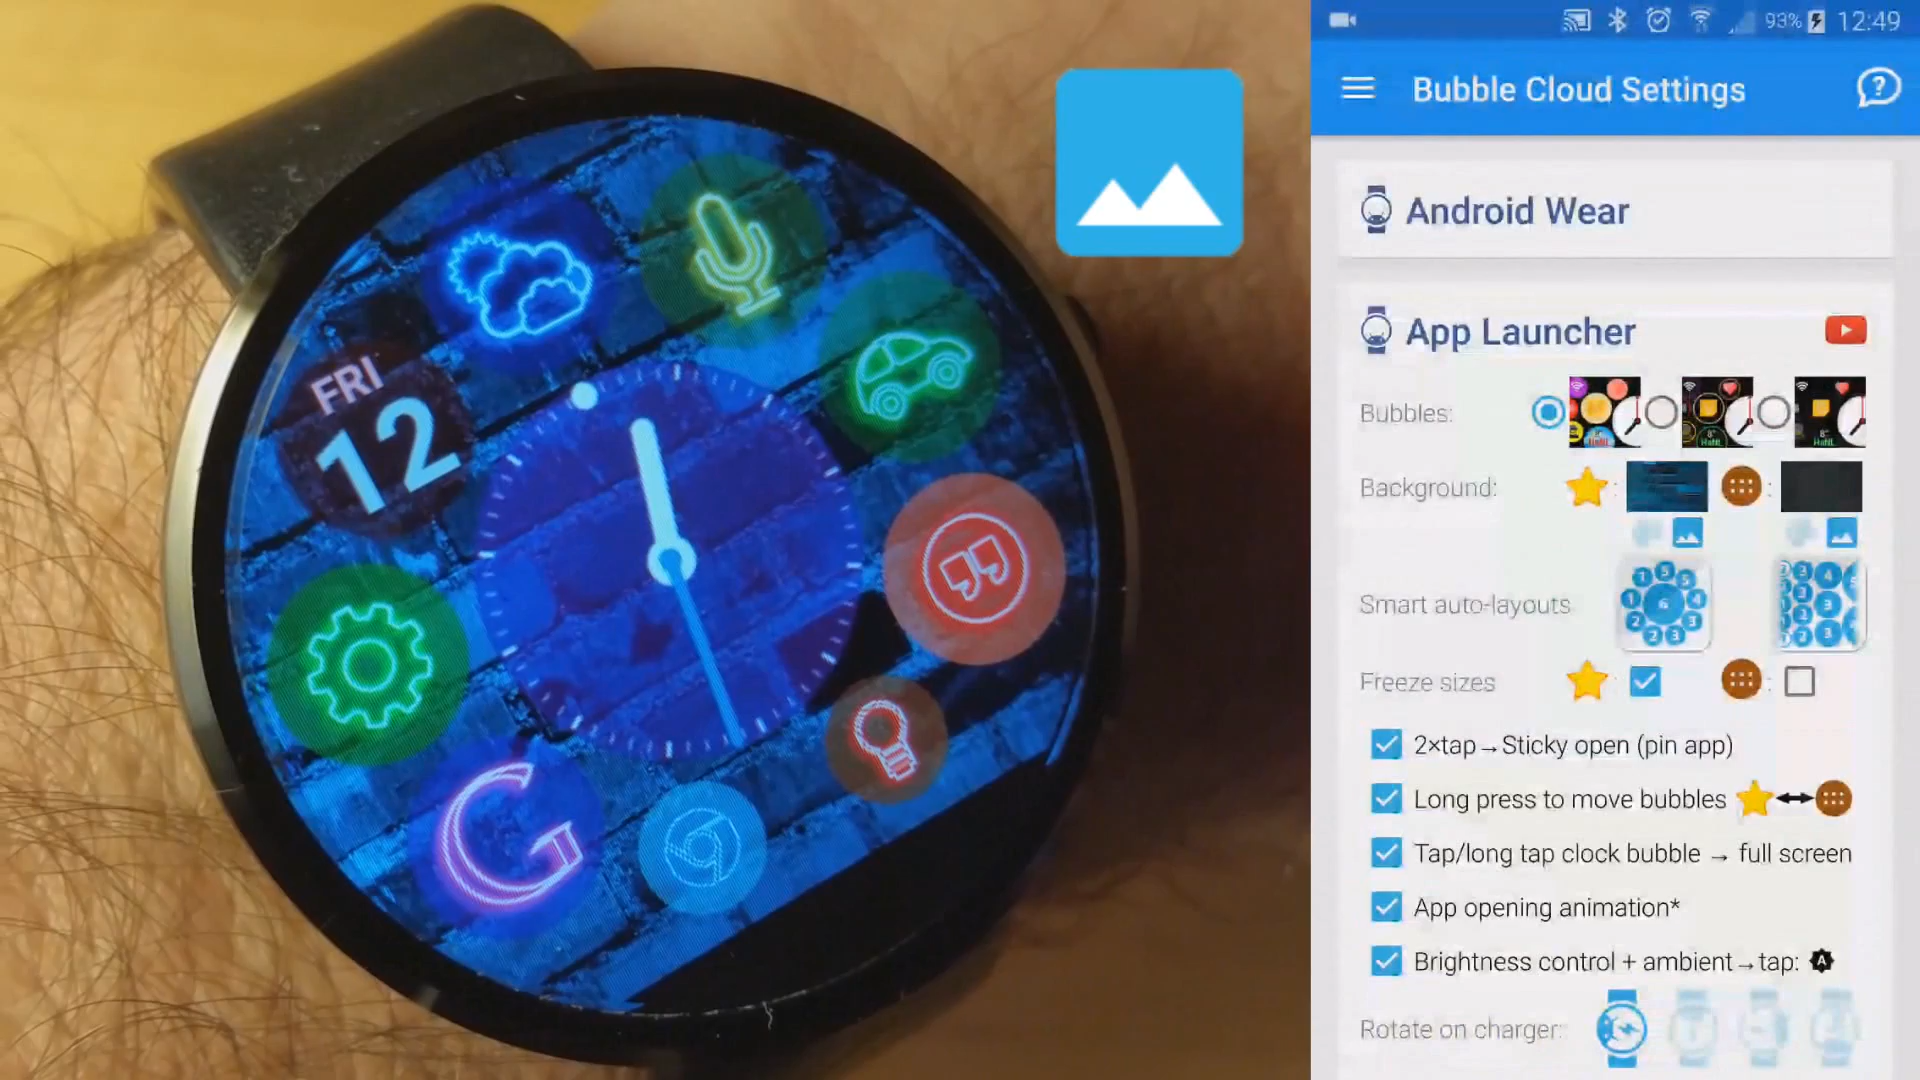 FRI
12
G
93% 12:49
Bubble Cloud Settings
?
Android Wear
App Launcher
Bubbles:
Background:
Smart auto-layouts
Freeze sizes
2×tap→Sticky open (pin app)
Long press to move bubbles
Tap/long tap clock bubble → full screen
App opening animation*
Brightness control + ambient→tap: A
Rotate on charger: